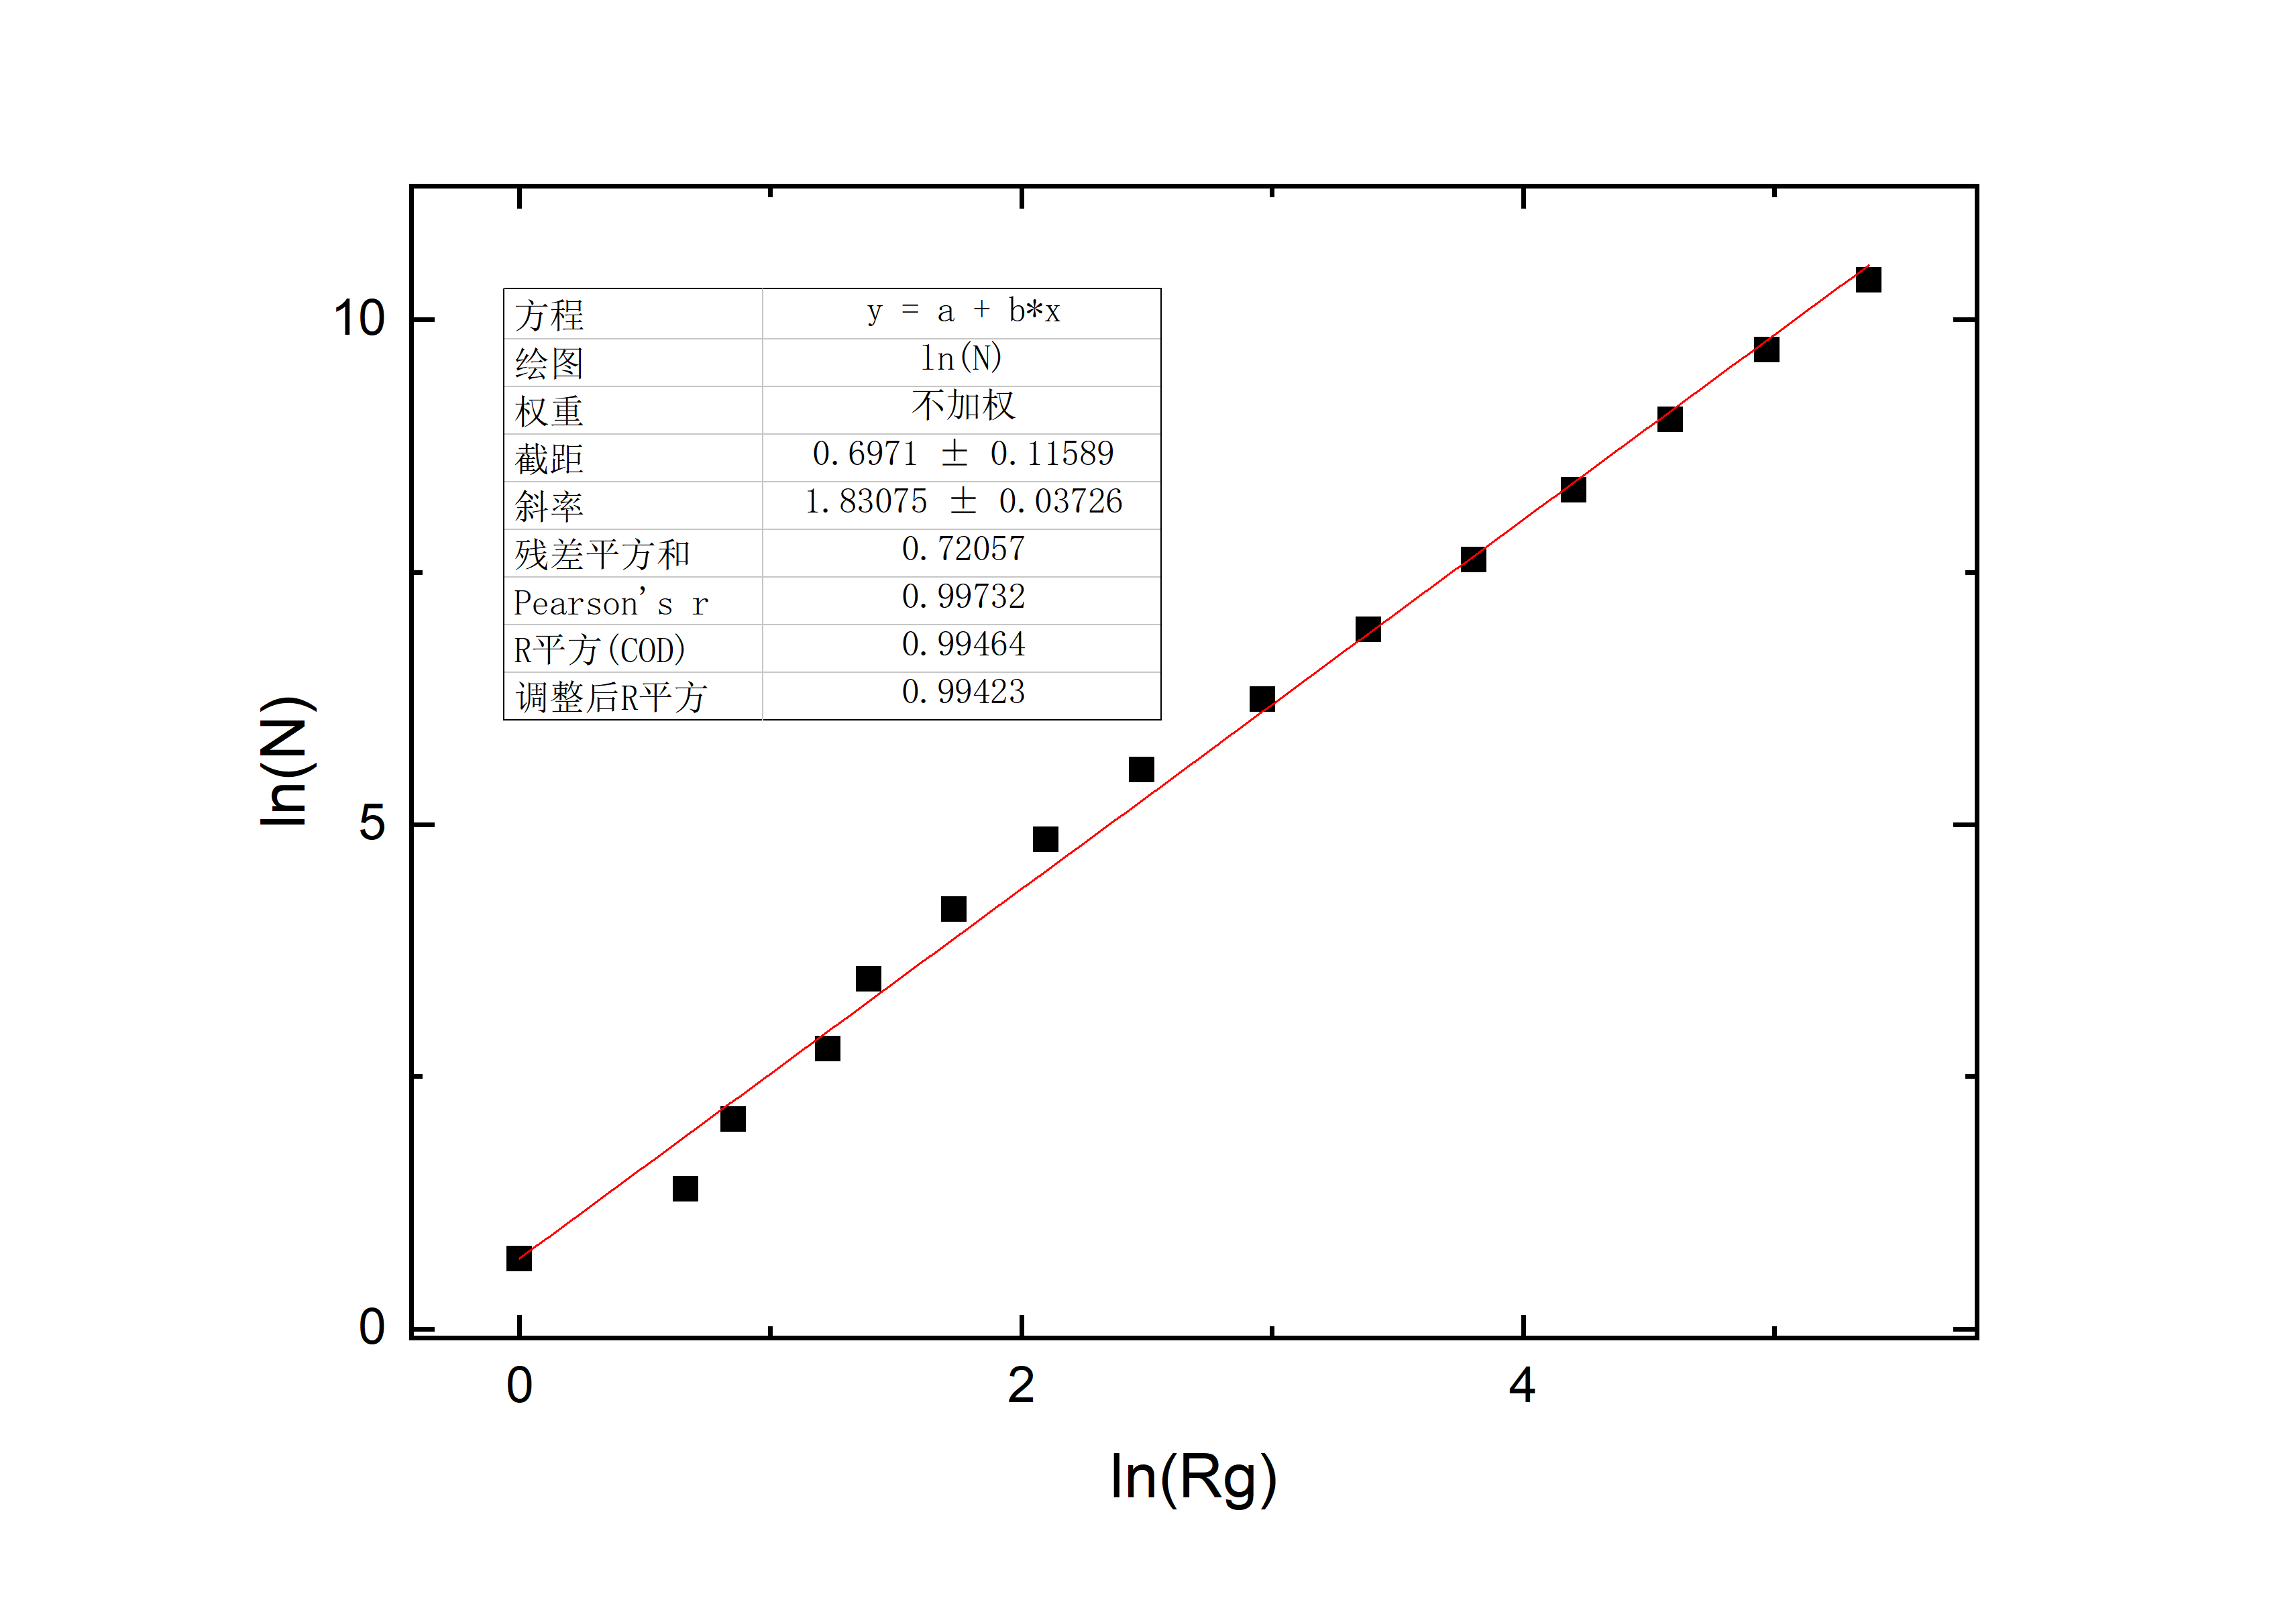 方程 y = a + b*x
绘图 ln(N)
权重 不加权
截距 0.6971 ± 0.11589
斜率 1.83075 ± 0.03726
残差平方和 0.72057
Pearson's r 0.99732
R平方(COD) 0.99464
调整后R平方 0.99423
10
5
0
ln(N)
0 2 4
ln(Rg)